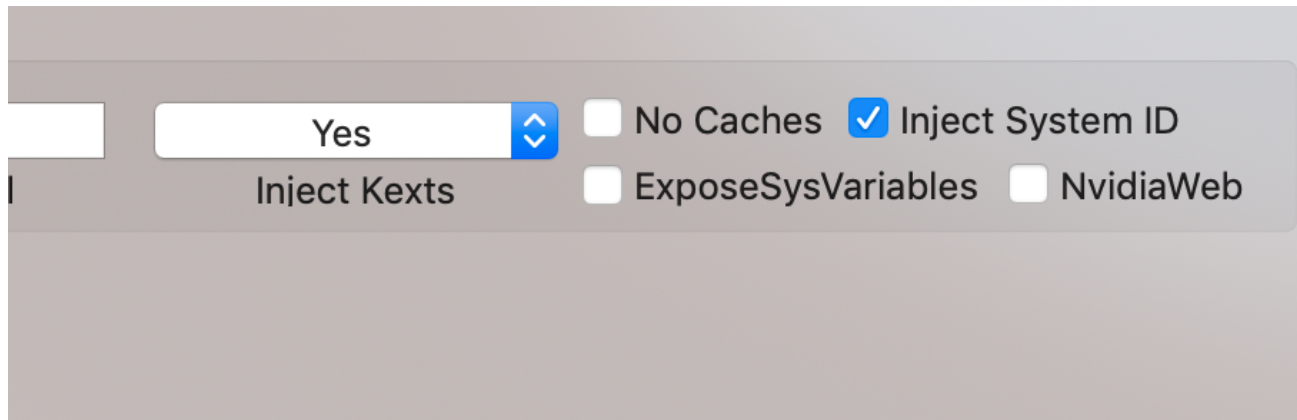 Yes
No Caches
Inject System ID
Inject Kexts
ExposeSysVariables
NvidiaWeb